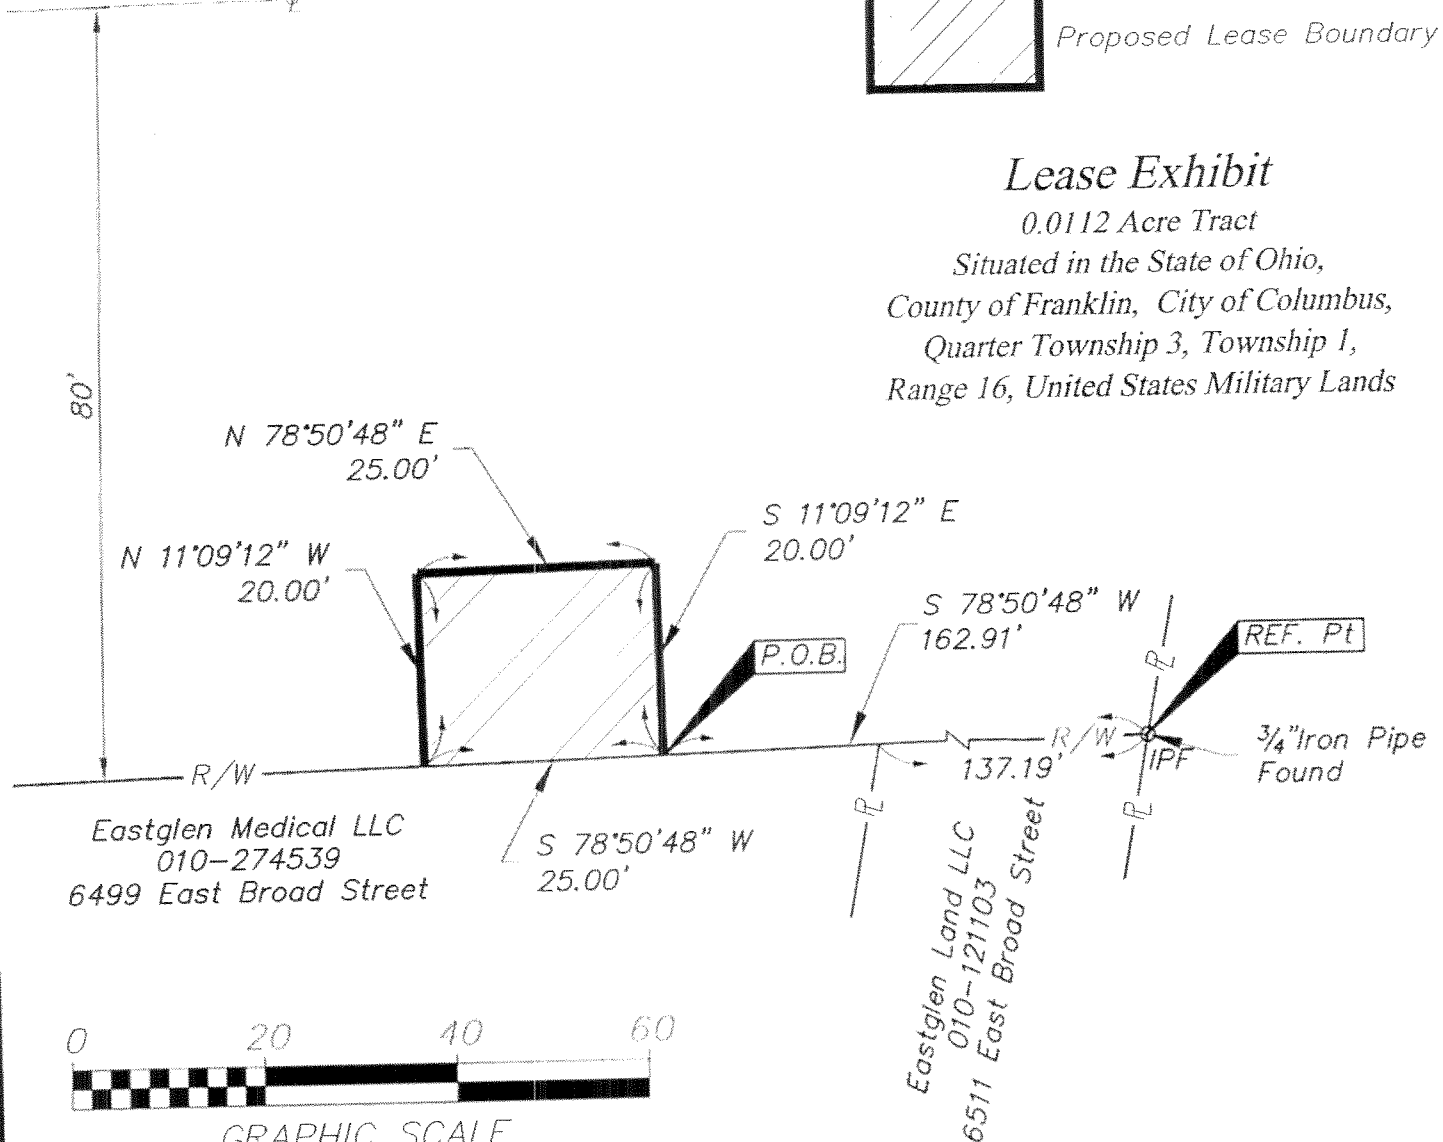 Proposed Lease Boundary
Lease Exhibit
0.0112 Acre Tract
Situated in the State of Ohio,
County of Franklin, City of Columbus,
Quarter Township 3, Township 1,
Range 16, United States Military Lands
80'
N 78°50'48" E
25.00'
N 11°09'12" W
20.00'
S 11°09'12" E
20.00'
S 78°50'48" W
162.91'
P.O.B.
REF. Pt
PL
R/W
IPF
3/4"Iron Pipe
Found
137.19'
PL
PL
R/W
Eastglen Medical LLC
010-274539
6499 East Broad Street
S 78°50'48" W
25.00'
Eastglen Land LLC
010-121103
6511 East Broad Street
0 20 40 60
GRAPHIC SCALE